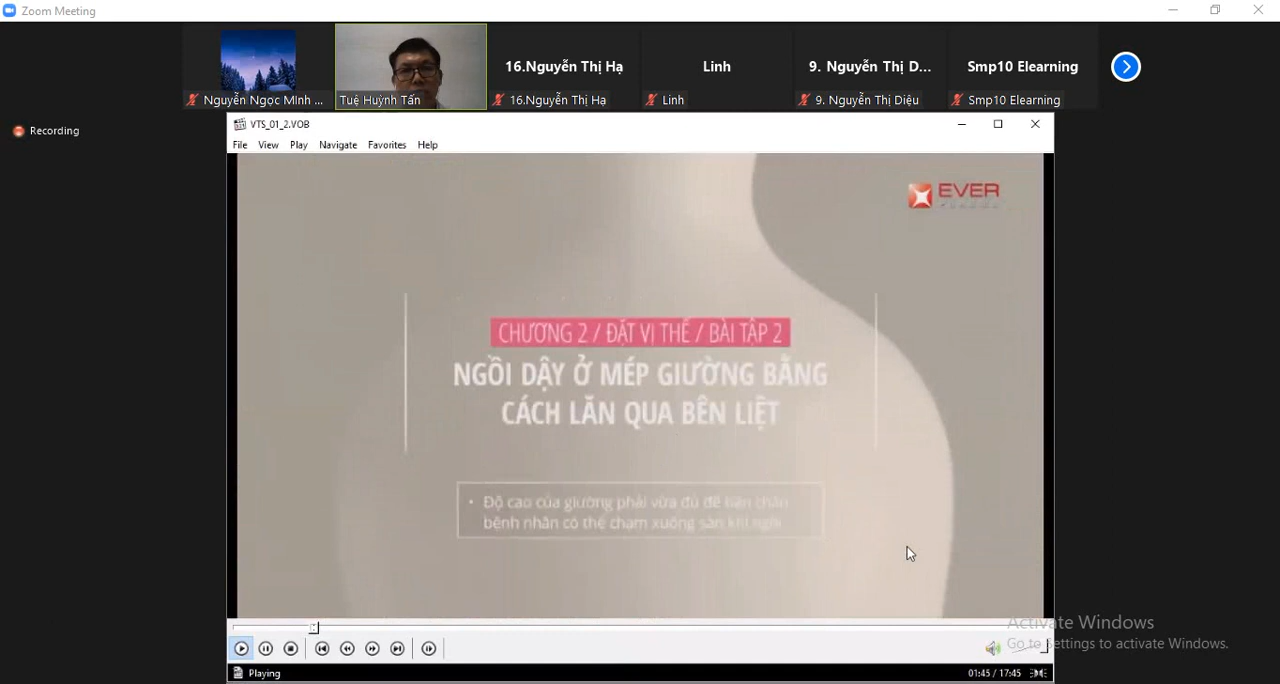 Zoom Meeting
16.Nguyễn Thị Hạ
Linh
9. Nguyễn Thị D...
Smp10 Elearning
Nguyễn Ngọc MInh ...
Tuệ Huỳnh Tấn
16.Nguyễn Thị Hạ
Linh
9. Nguyễn Thị Diệu
Smp10 Elearning
Recording
VTS_01_2.VOB
File View Play Navigate Favorites Help
EVER
CHƯƠNG 2 / ĐẶT VỊ THẾ / BÀI TẬP 2
NGỒI DẬY Ở MÉP GIƯỜNG BẰNG
CÁCH LĂN QUA BÊN LIỆT
• Độ cao của giường phải vừa đủ để bàn chân
bệnh nhân có thể chạm xuống sàn khi ngồi
Activate Windows
Go to Settings to activate Windows.
Playing
01:45 / 17:45